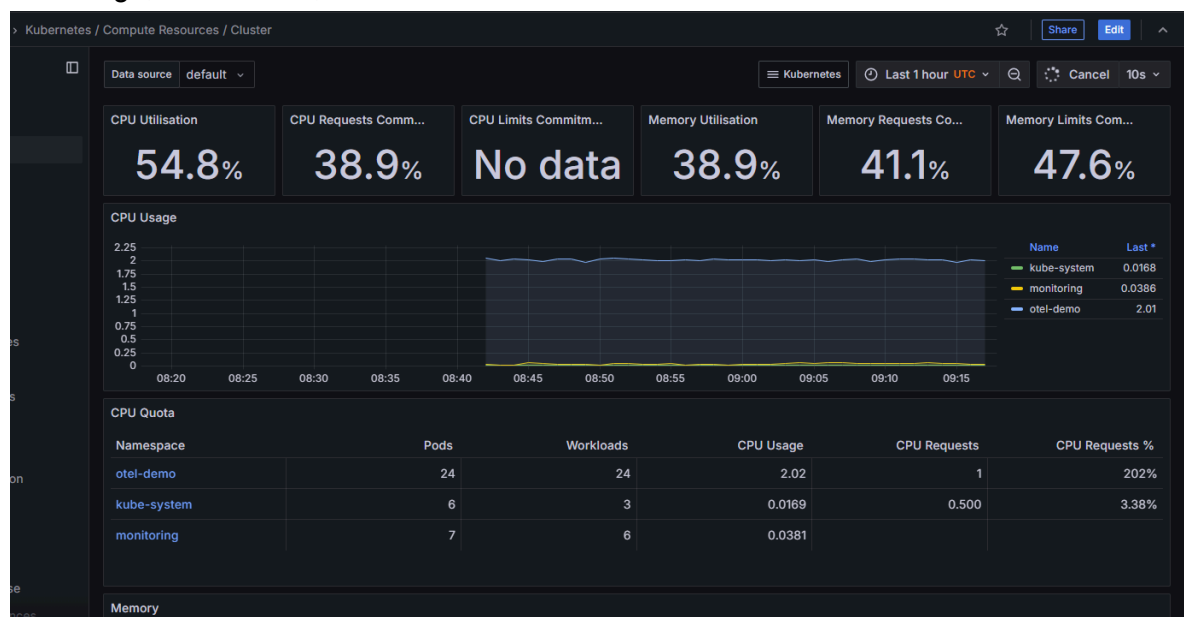 › Kubernetes / Compute Resources / Cluster
Share Edit
Data source default
Kubernetes Last 1 hour UTC Cancel 10s
CPU Utilisation
54.8%
CPU Requests Comm...
38.9%
CPU Limits Commitm...
No data
Memory Utilisation
38.9%
Memory Requests Co...
41.1%
Memory Limits Com...
47.6%
CPU Usage
2.25
2
1.75
1.5
1.25
1
0.75
0.5
0.25
0
08:20 08:25 08:30 08:35 08:40 08:45 08:50 08:55 09:00 09:05 09:10 09:15
Name Last *
kube-system 0.0168
monitoring 0.0386
otel-demo 2.01
CPU Quota
Namespace Pods Workloads CPU Usage CPU Requests CPU Requests %
otel-demo 24 24 2.02 1 202%
kube-system 6 3 0.0169 0.500 3.38%
monitoring 7 6 0.0381
Memory